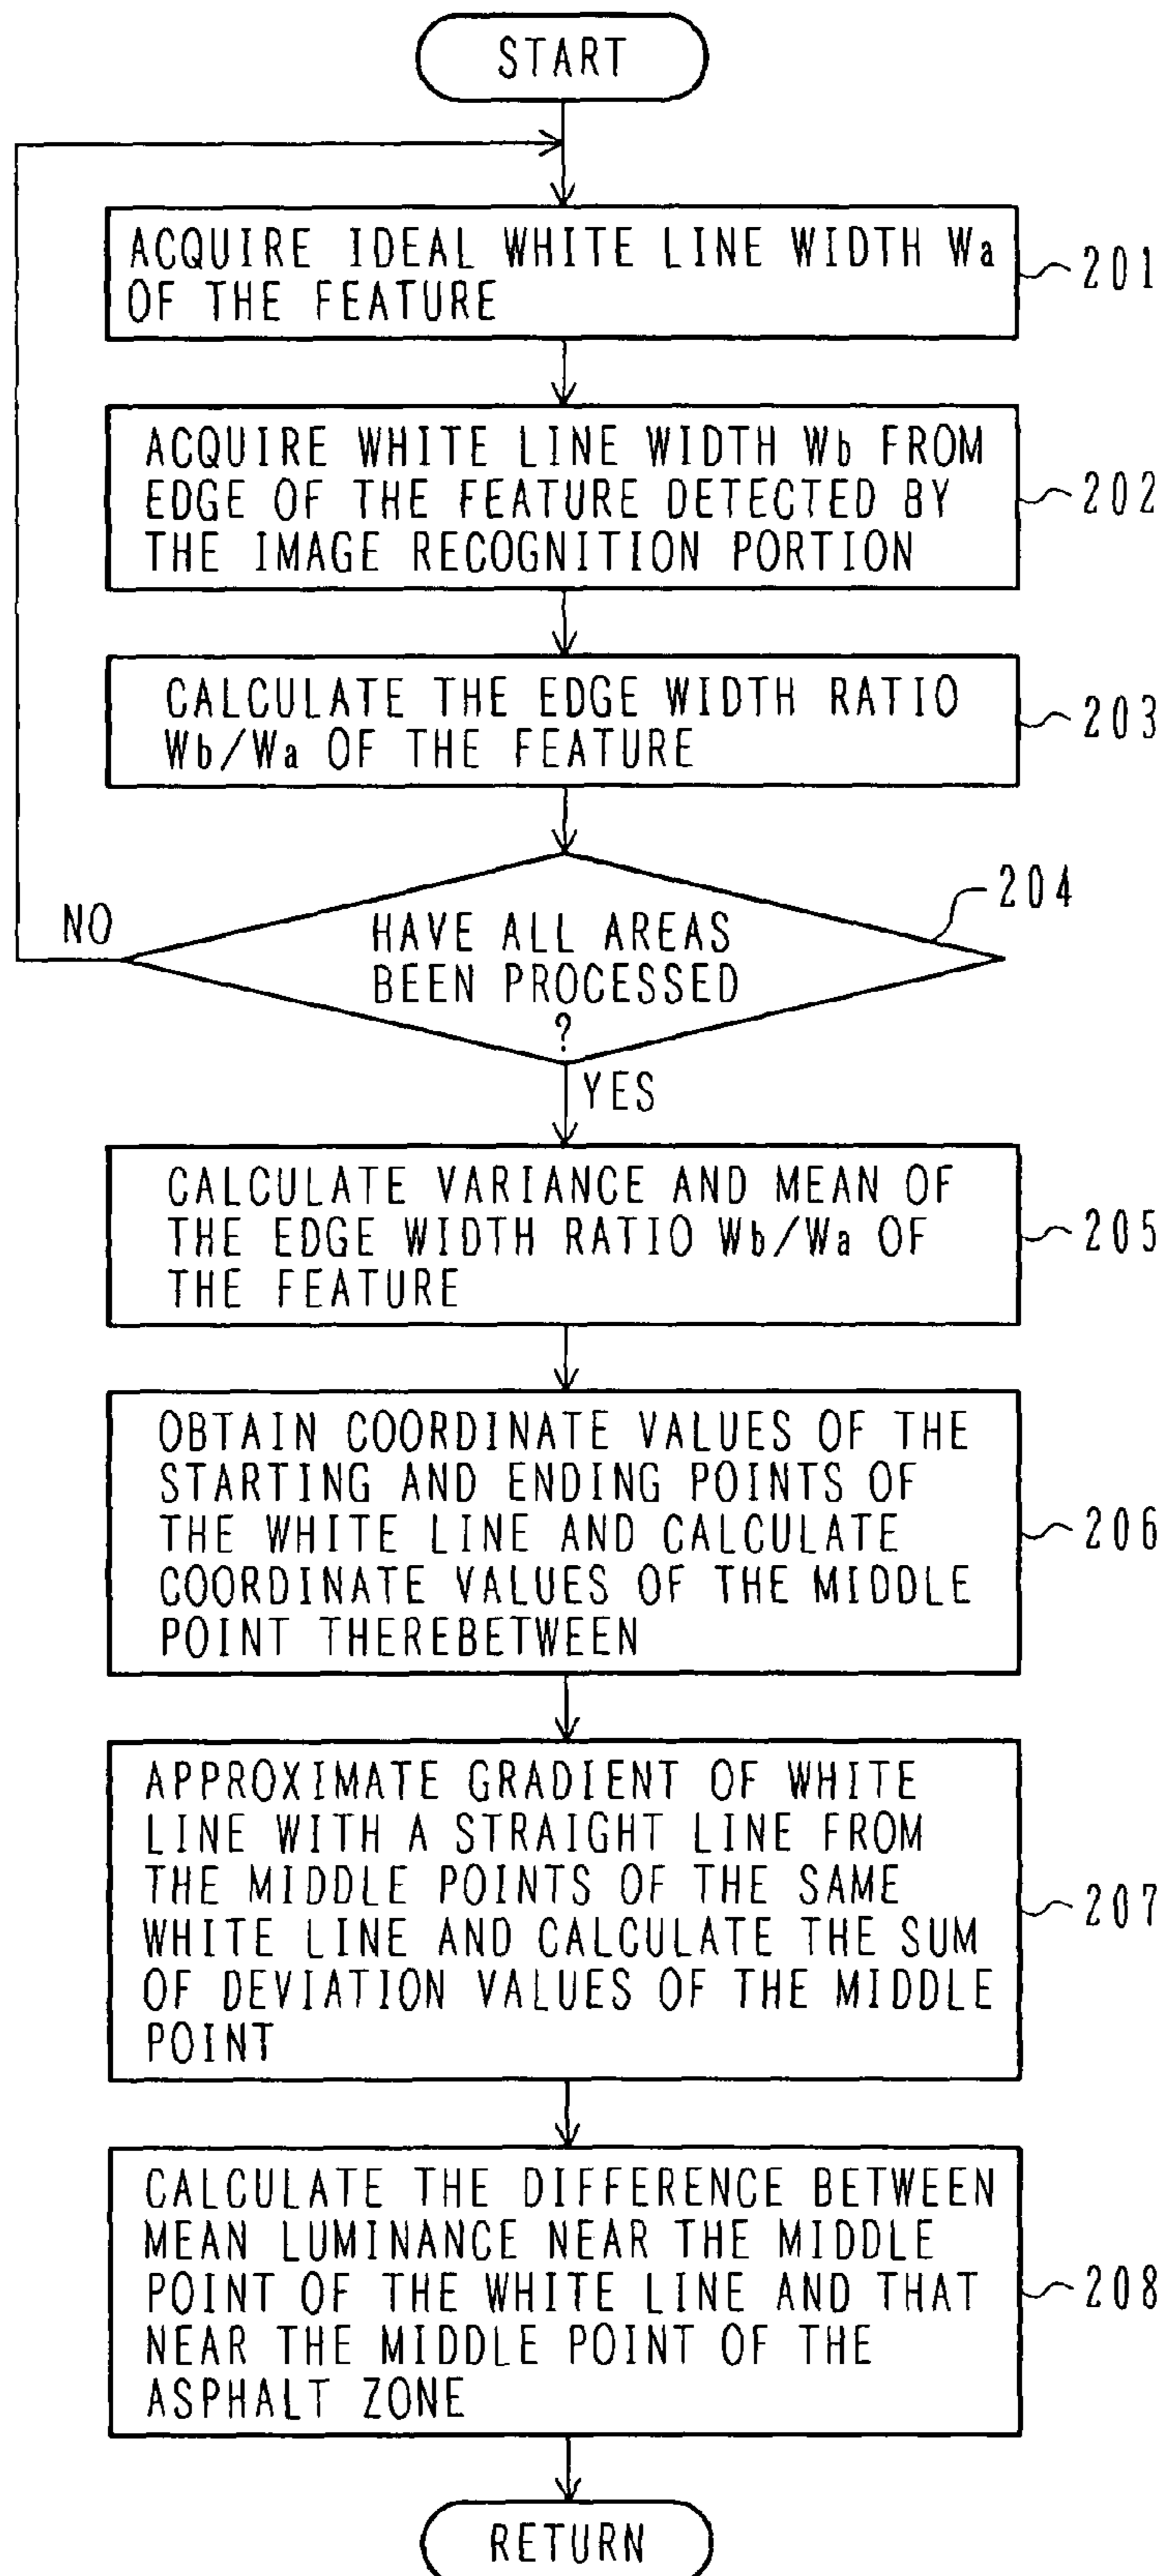 START
ACQUIRE IDEAL WHITE LINE WIDTH Wa
OF THE FEATURE
201
ACQUIRE WHITE LINE WIDTH Wb FROM
EDGE OF THE FEATURE DETECTED BY
THE IMAGE RECOGNITION PORTION
202
CALCULATE THE EDGE WIDTH RATIO
Wb/Wa OF THE FEATURE
203
204
NO
HAVE ALL AREAS
BEEN PROCESSED
?
YES
CALCULATE VARIANCE AND MEAN OF
THE EDGE WIDTH RATIO Wb/Wa OF
THE FEATURE
205
OBTAIN COORDINATE VALUES OF THE
STARTING AND ENDING POINTS OF
THE WHITE LINE AND CALCULATE
COORDINATE VALUES OF THE MIDDLE
POINT THEREBETWEEN
206
APPROXIMATE GRADIENT OF WHITE
LINE WITH A STRAIGHT LINE FROM
THE MIDDLE POINTS OF THE SAME
WHITE LINE AND CALCULATE THE SUM
OF DEVIATION VALUES OF THE MIDDLE
POINT
207
CALCULATE THE DIFFERENCE BETWEEN
MEAN LUMINANCE NEAR THE MIDDLE
POINT OF THE WHITE LINE AND THAT
NEAR THE MIDDLE POINT OF THE
ASPHALT ZONE
208
RETURN